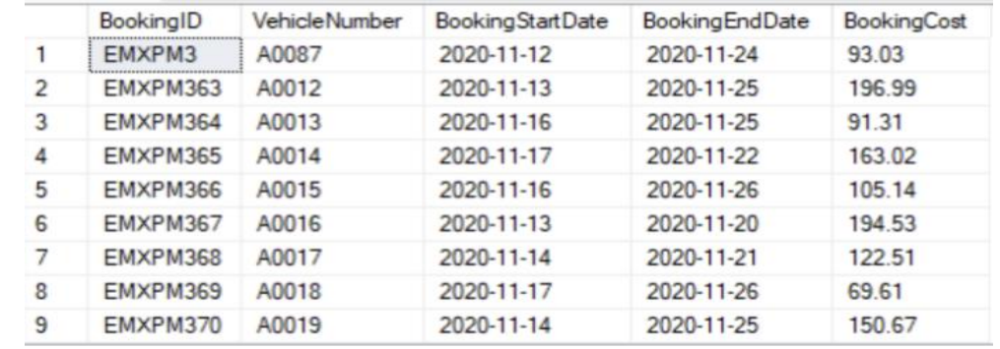 BookingID VehicleNumber BookingStartDate BookingEndDate BookingCost
1 EMXPM3 A0087 2020-11-12 2020-11-24 93.03
2 EMXPM363 A0012 2020-11-13 2020-11-25 196.99
3 EMXPM364 A0013 2020-11-16 2020-11-25 91.31
4 EMXPM365 A0014 2020-11-17 2020-11-22 163.02
5 EMXPM366 A0015 2020-11-16 2020-11-26 105.14
6 EMXPM367 A0016 2020-11-13 2020-11-20 194.53
7 EMXPM368 A0017 2020-11-14 2020-11-21 122.51
8 EMXPM369 A0018 2020-11-17 2020-11-26 69.61
9 EMXPM370 A0019 2020-11-14 2020-11-25 150.67